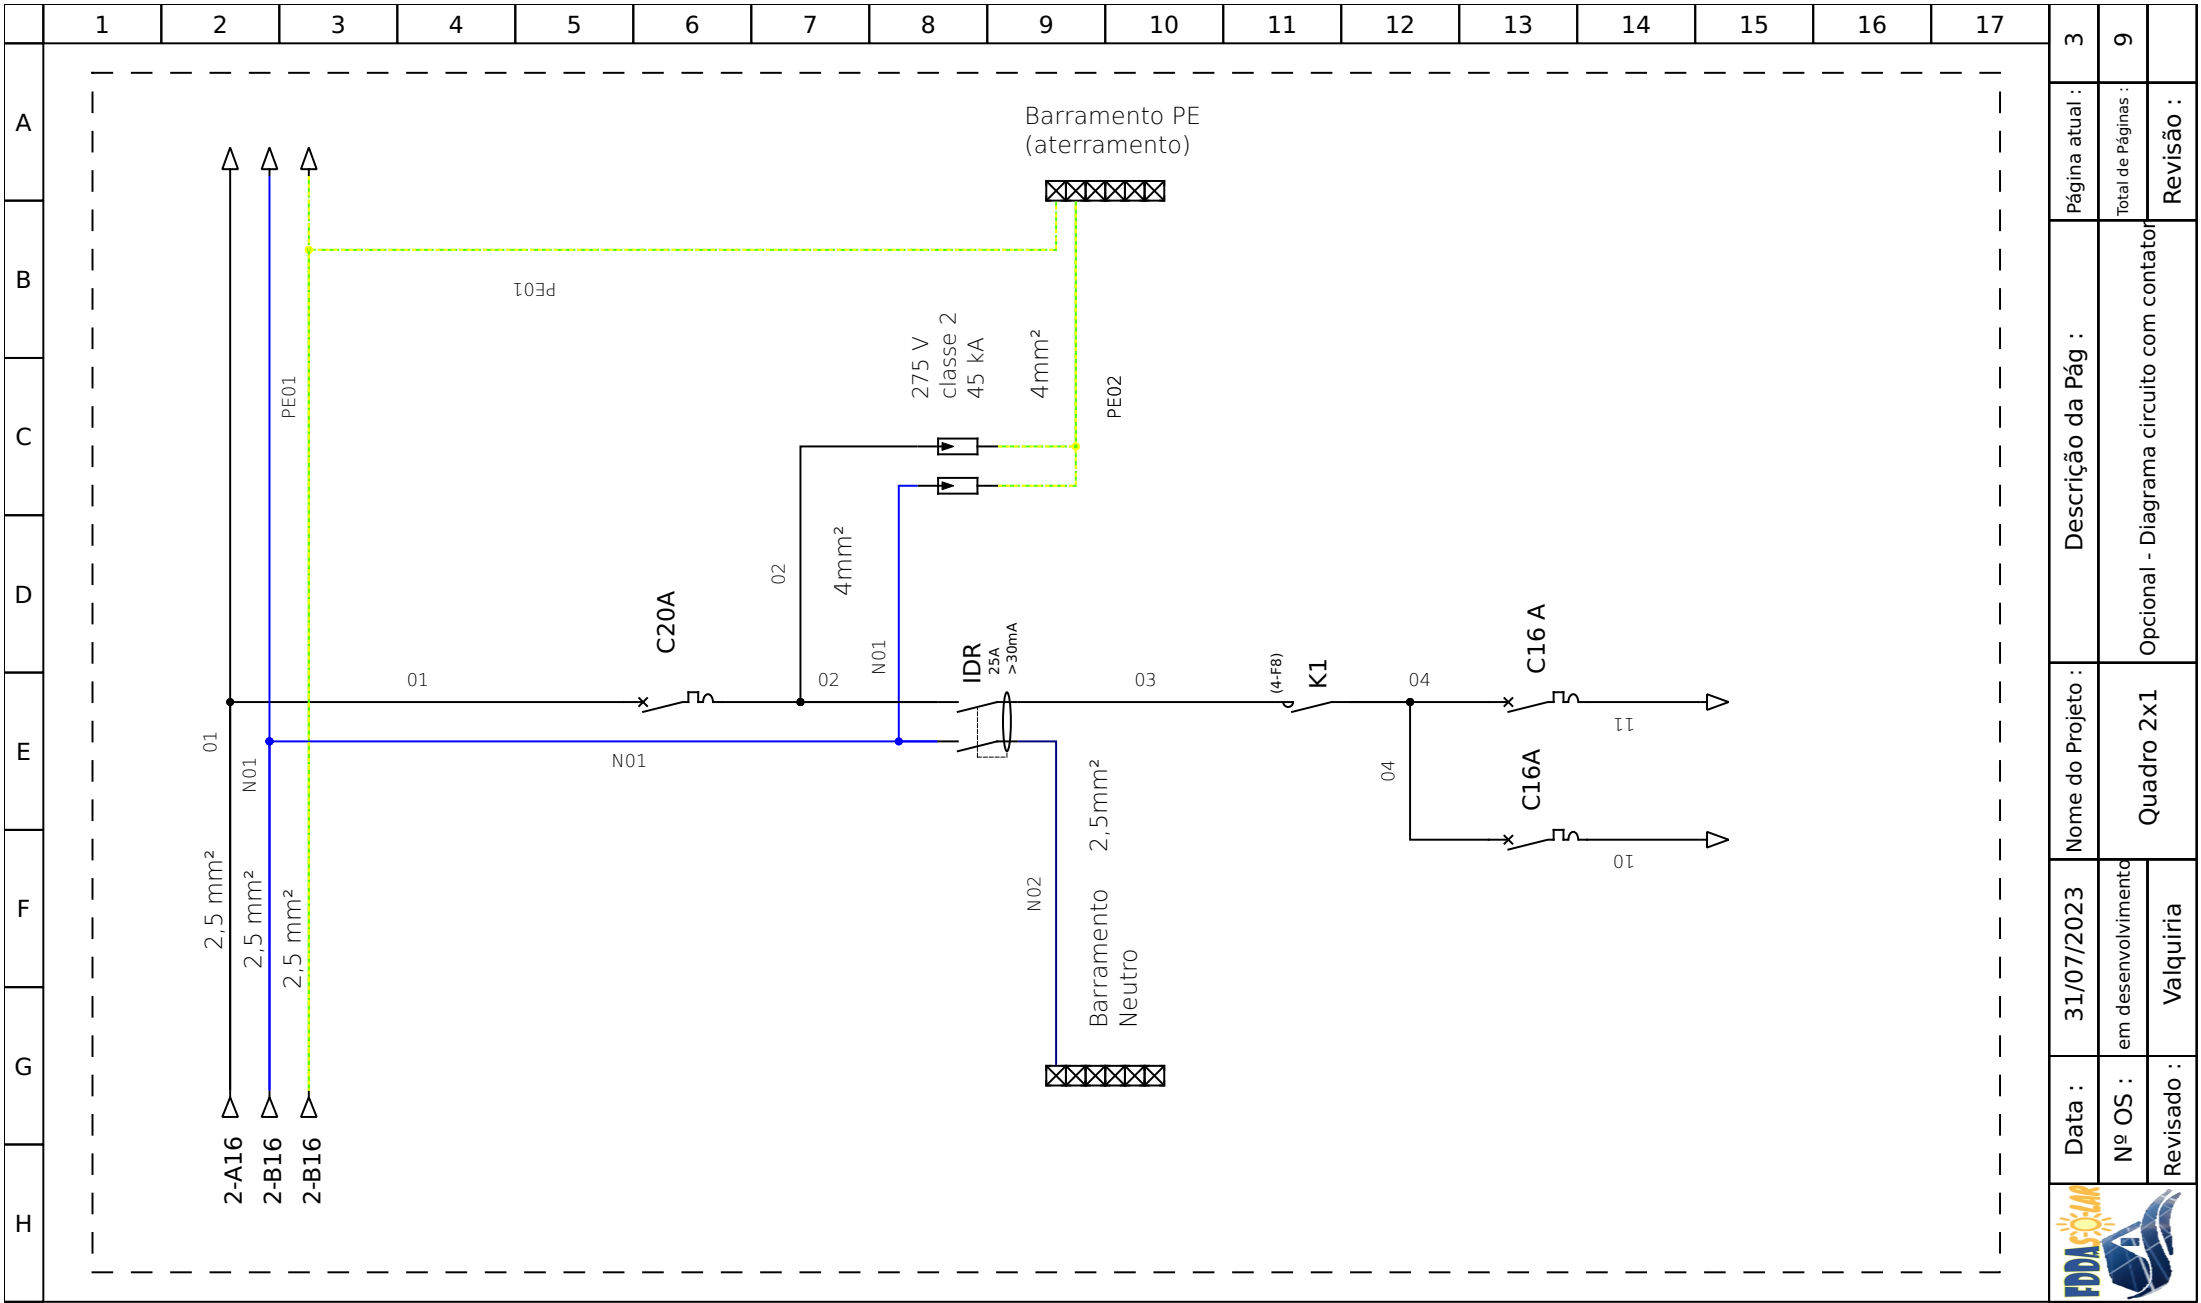 1 2 3 4 5 6 7 8 9 10 11 12 13 14 15 16 17
A
B
C
D
E
F
G
H
Barramento PE
(aterramento)
PE01
PE01
275 V
classe 2
45 kA
4mm²
PE02
02
4mm²
N01
C20A
01
02
IDR
25A
>30mA
03
(4-F8)
K1
04
C16 A
11
01
N01
N01
04
C16A
10
2,5 mm²
2,5 mm²
2,5 mm²
N02
Barramento 2,5mm²
Neutro
2-A16
2-B16
2-B16
Data :
31/07/2023
Nome do Projeto :
Descrição da Pág :
Página atual :
3
Nº OS :
em desenvolvimento
Quadro 2x1
Opcional - Diagrama circuito com contator
Total de Páginas :
9
Revisado :
Valquiria
Revisão :
EDDASOLAR